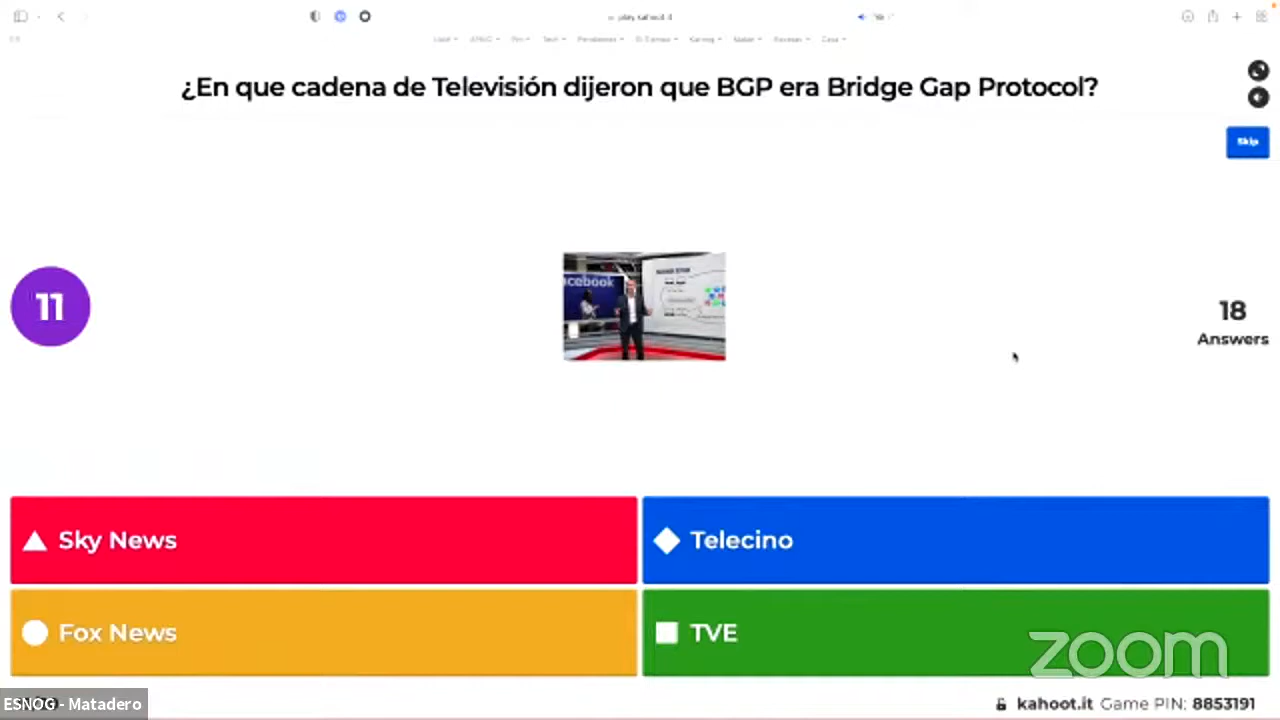 ¿En que cadena de Televisión dijeron que BGP era Bridge Gap Protocol?
Skip
11
18
Answers
Sky News
Telecino
Fox News
TVE
zoom
ESNOG - Matadero
kahoot.it Game PIN: 8853191